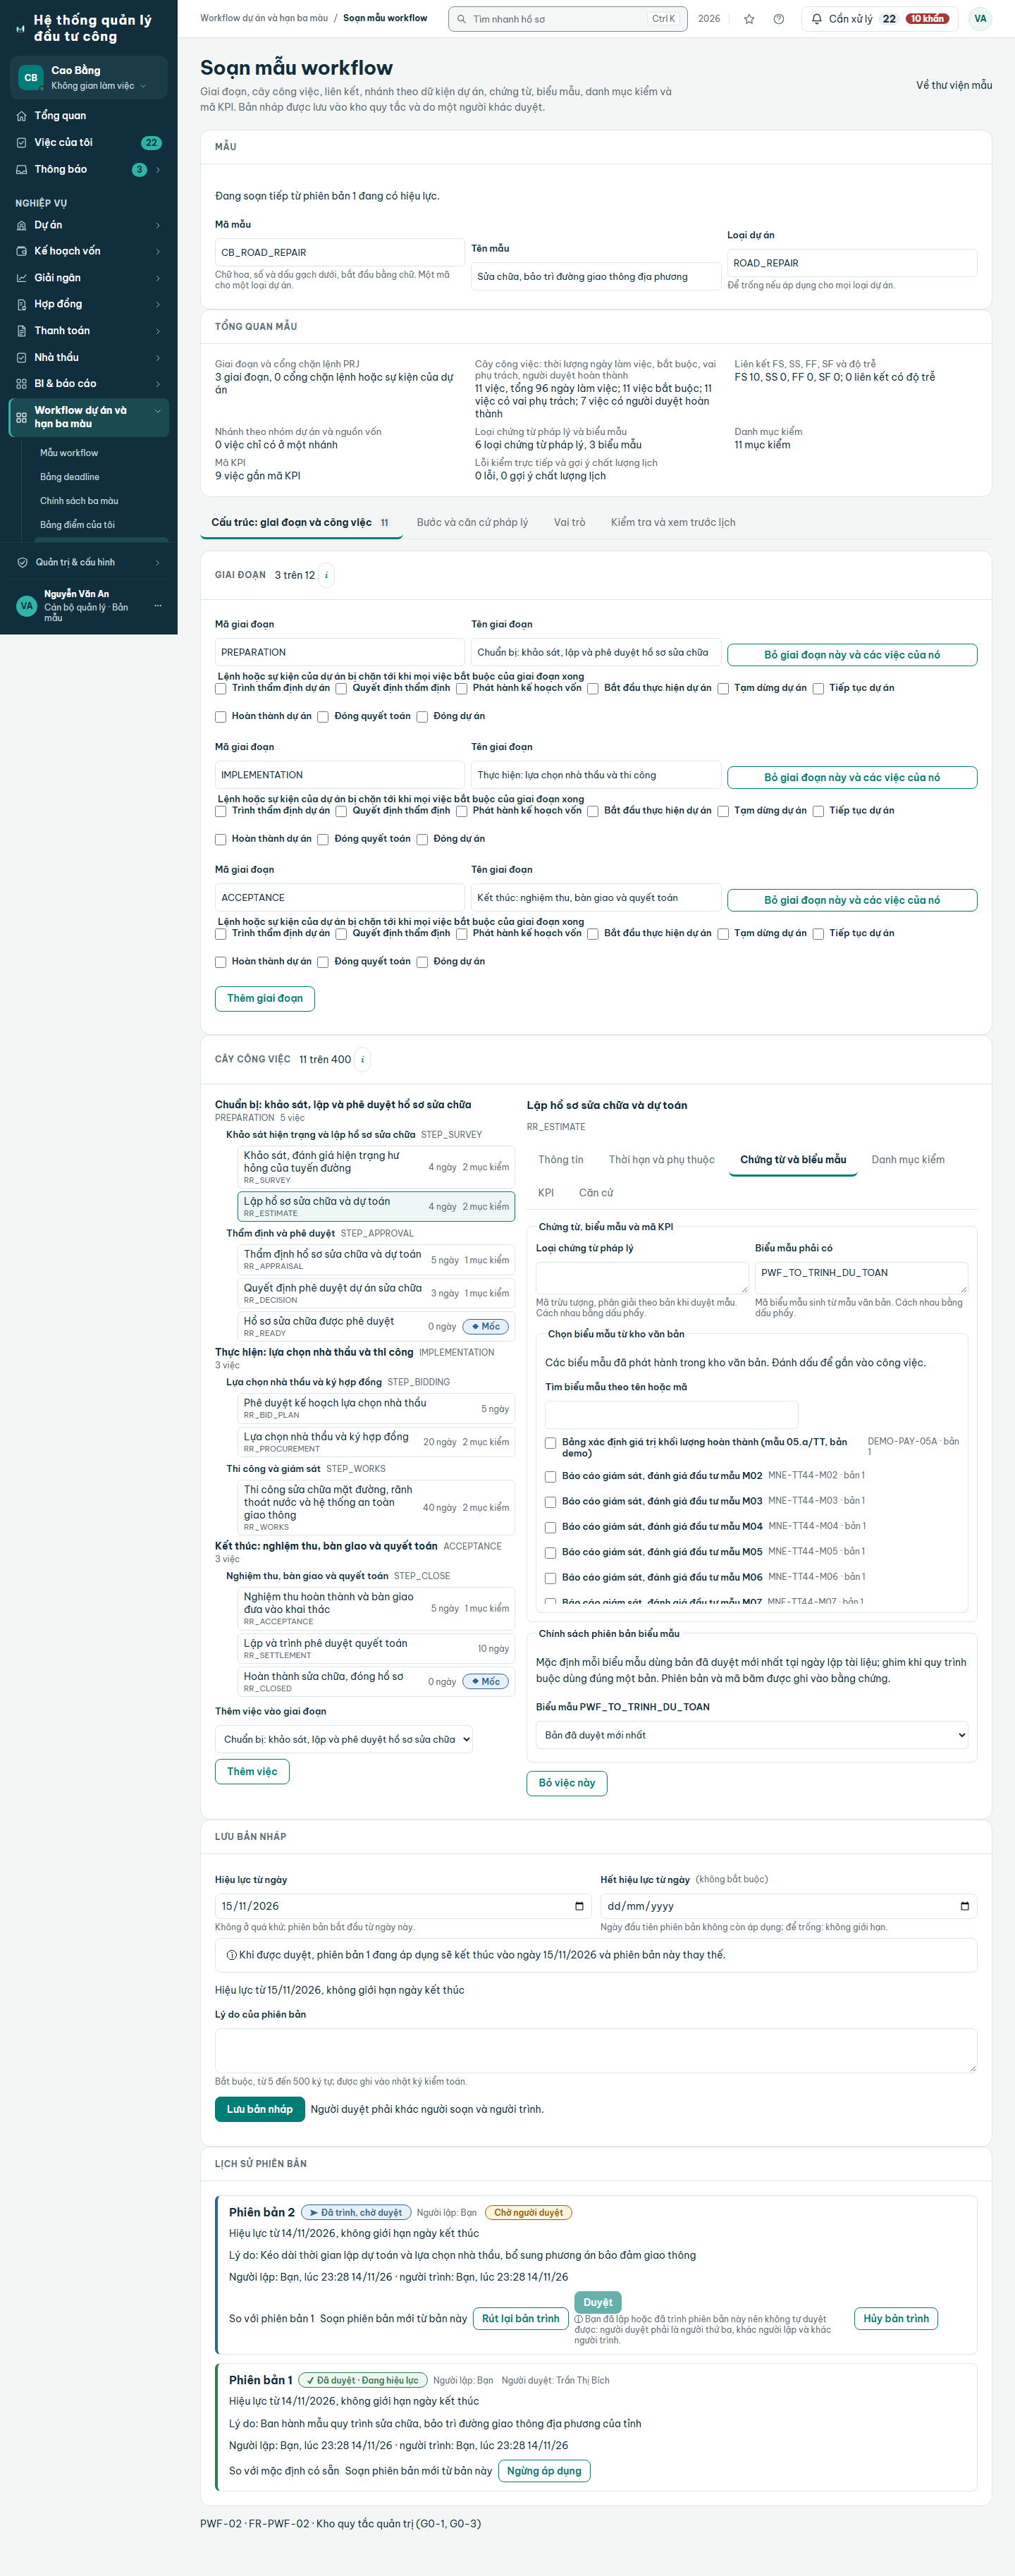 Hệ thống quản lý
đầu tư công
CB
Cao Bằng
Không gian làm việc
Tổng quan
Việc của tôi 22
Thông báo 3
NGHIỆP VỤ
Dự án
Kế hoạch vốn
Giải ngân
Hợp đồng
Thanh toán
Nhà thầu
BI & báo cáo
Workflow dự án và
hạn ba màu
Mẫu workflow
Bảng deadline
Chính sách ba màu
Bảng điểm của tôi
Quản trị & cấu hình
VA
Nguyễn Văn An
Cán bộ quản lý · Bản
mẫu
Workflow dự án và hạn ba màu / Soạn mẫu workflow
Tìm nhanh hồ sơ Ctrl K
2026
Cần xử lý 22 10 khẩn
VA
Soạn mẫu workflow
Giai đoạn, cây công việc, liên kết, nhánh theo dữ kiện dự án, chứng từ, biểu mẫu, danh mục kiểm và
mã KPI. Bản nháp được lưu vào kho quy tắc và do một người khác duyệt.
Về thư viện mẫu
MẪU
Đang soạn tiếp từ phiên bản 1 đang có hiệu lực.
Mã mẫu
CB_ROAD_REPAIR
Chữ hoa, số và dấu gạch dưới, bắt đầu bằng chữ. Một mã
cho một loại dự án.
Tên mẫu
Sửa chữa, bảo trì đường giao thông địa phương
Loại dự án
ROAD_REPAIR
Để trống nếu áp dụng cho mọi loại dự án.
TỔNG QUAN MẪU
Giai đoạn và cổng chặn lệnh PRJ
3 giai đoạn, 0 cổng chặn lệnh hoặc sự kiện của dự
án
Cây công việc: thời lượng ngày làm việc, bắt buộc, vai
phụ trách, người duyệt hoàn thành
11 việc, tổng 96 ngày làm việc; 11 việc bắt buộc; 11
việc có vai phụ trách; 7 việc có người duyệt hoàn
thành
Liên kết FS, SS, FF, SF và độ trễ
FS 10, SS 0, FF 0, SF 0; 0 liên kết có độ trễ
Nhánh theo nhóm dự án và nguồn vốn
0 việc chỉ có ở một nhánh
Loại chứng từ pháp lý và biểu mẫu
6 loại chứng từ pháp lý, 3 biểu mẫu
Danh mục kiểm
11 mục kiểm
Mã KPI
9 việc gắn mã KPI
Lỗi kiểm trực tiếp và gợi ý chất lượng lịch
0 lỗi, 0 gợi ý chất lượng lịch
Cấu trúc: giai đoạn và công việc 11
Bước và căn cứ pháp lý
Vai trò
Kiểm tra và xem trước lịch
GIAI ĐOẠN 3 trên 12 i
Mã giai đoạn
PREPARATION
Tên giai đoạn
Chuẩn bị: khảo sát, lập và phê duyệt hồ sơ sửa chữa
Bỏ giai đoạn này và các việc của nó
Lệnh hoặc sự kiện của dự án bị chặn tới khi mọi việc bắt buộc của giai đoạn xong
Trình thẩm định dự án Quyết định thẩm định Phát hành kế hoạch vốn Bắt đầu thực hiện dự án Tạm dừng dự án Tiếp tục dự án
Hoàn thành dự án Đóng quyết toán Đóng dự án
Mã giai đoạn
IMPLEMENTATION
Tên giai đoạn
Thực hiện: lựa chọn nhà thầu và thi công
Bỏ giai đoạn này và các việc của nó
Lệnh hoặc sự kiện của dự án bị chặn tới khi mọi việc bắt buộc của giai đoạn xong
Trình thẩm định dự án Quyết định thẩm định Phát hành kế hoạch vốn Bắt đầu thực hiện dự án Tạm dừng dự án Tiếp tục dự án
Hoàn thành dự án Đóng quyết toán Đóng dự án
Mã giai đoạn
ACCEPTANCE
Tên giai đoạn
Kết thúc: nghiệm thu, bàn giao và quyết toán
Bỏ giai đoạn này và các việc của nó
Lệnh hoặc sự kiện của dự án bị chặn tới khi mọi việc bắt buộc của giai đoạn xong
Trình thẩm định dự án Quyết định thẩm định Phát hành kế hoạch vốn Bắt đầu thực hiện dự án Tạm dừng dự án Tiếp tục dự án
Hoàn thành dự án Đóng quyết toán Đóng dự án
Thêm giai đoạn
CÂY CÔNG VIỆC 11 trên 400 i
Chuẩn bị: khảo sát, lập và phê duyệt hồ sơ sửa chữa
PREPARATION 5 việc
Khảo sát hiện trạng và lập hồ sơ sửa chữa STEP_SURVEY
Khảo sát, đánh giá hiện trạng hư
hỏng của tuyến đường
RR_SURVEY
4 ngày 2 mục kiểm
Lập hồ sơ sửa chữa và dự toán
RR_ESTIMATE
4 ngày 2 mục kiểm
Thẩm định và phê duyệt STEP_APPROVAL
Thẩm định hồ sơ sửa chữa và dự toán
RR_APPRAISAL
5 ngày 1 mục kiểm
Quyết định phê duyệt dự án sửa chữa
RR_DECISION
3 ngày 1 mục kiểm
Hồ sơ sửa chữa được phê duyệt
RR_READY
0 ngày ◆ Mốc
Thực hiện: lựa chọn nhà thầu và thi công IMPLEMENTATION
3 việc
Lựa chọn nhà thầu và ký hợp đồng STEP_BIDDING
Phê duyệt kế hoạch lựa chọn nhà thầu
RR_BID_PLAN
5 ngày
Lựa chọn nhà thầu và ký hợp đồng
RR_PROCUREMENT
20 ngày 2 mục kiểm
Thi công và giám sát STEP_WORKS
Thi công sửa chữa mặt đường, rãnh
thoát nước và hệ thống an toàn
giao thông
RR_WORKS
40 ngày 2 mục kiểm
Kết thúc: nghiệm thu, bàn giao và quyết toán ACCEPTANCE
3 việc
Nghiệm thu, bàn giao và quyết toán STEP_CLOSE
Nghiệm thu hoàn thành và bàn giao
đưa vào khai thác
RR_ACCEPTANCE
5 ngày 1 mục kiểm
Lập và trình phê duyệt quyết toán
RR_SETTLEMENT
10 ngày
Hoàn thành sửa chữa, đóng hồ sơ
RR_CLOSED
0 ngày ◆ Mốc
Thêm việc vào giai đoạn
Chuẩn bị: khảo sát, lập và phê duyệt hồ sơ sửa chữa
Thêm việc
Lập hồ sơ sửa chữa và dự toán
RR_ESTIMATE
Thông tin
Thời hạn và phụ thuộc
Chứng từ và biểu mẫu
Danh mục kiểm
KPI
Căn cứ
Chứng từ, biểu mẫu và mã KPI
Loại chứng từ pháp lý
Mã trừu tượng, phân giải theo bản khi duyệt mẫu.
Cách nhau bằng dấu phẩy.
Biểu mẫu phải có
PWF_TO_TRINH_DU_TOAN
Mã biểu mẫu sinh từ mẫu văn bản. Cách nhau bằng
dấu phẩy.
Chọn biểu mẫu từ kho văn bản
Các biểu mẫu đã phát hành trong kho văn bản. Đánh dấu để gắn vào công việc.
Tìm biểu mẫu theo tên hoặc mã
Bảng xác định giá trị khối lượng hoàn thành (mẫu 05.a/TT, bản
demo)
DEMO-PAY-05A · bản
1
Báo cáo giám sát, đánh giá đầu tư mẫu M02 MNE-TT44-M02 · bản 1
Báo cáo giám sát, đánh giá đầu tư mẫu M03 MNE-TT44-M03 · bản 1
Báo cáo giám sát, đánh giá đầu tư mẫu M04 MNE-TT44-M04 · bản 1
Báo cáo giám sát, đánh giá đầu tư mẫu M05 MNE-TT44-M05 · bản 1
Báo cáo giám sát, đánh giá đầu tư mẫu M06 MNE-TT44-M06 · bản 1
Báo cáo giám sát, đánh giá đầu tư mẫu M07 MNE-TT44-M07 · bản 1
Chính sách phiên bản biểu mẫu
Mặc định mỗi biểu mẫu dùng bản đã duyệt mới nhất tại ngày lập tài liệu; ghim khi quy trình
buộc dùng đúng một bản. Phiên bản và mã băm được ghi vào bằng chứng.
Biểu mẫu PWF_TO_TRINH_DU_TOAN
Bản đã duyệt mới nhất
Bỏ việc này
LƯU BẢN NHÁP
Hiệu lực từ ngày
15/11/2026
Không ở quá khứ; phiên bản bắt đầu từ ngày này.
Hết hiệu lực từ ngày (không bắt buộc)
dd/mm/yyyy
Ngày đầu tiên phiên bản không còn áp dụng; để trống: không giới hạn.
Khi được duyệt, phiên bản 1 đang áp dụng sẽ kết thúc vào ngày 15/11/2026 và phiên bản này thay thế.
Hiệu lực từ 15/11/2026, không giới hạn ngày kết thúc
Lý do của phiên bản
Bắt buộc, từ 5 đến 500 ký tự; được ghi vào nhật ký kiểm toán.
Lưu bản nháp
Người duyệt phải khác người soạn và người trình.
LỊCH SỬ PHIÊN BẢN
Phiên bản 2 ➤ Đã trình, chờ duyệt Người lập: Bạn Chờ người duyệt
Hiệu lực từ 14/11/2026, không giới hạn ngày kết thúc
Lý do: Kéo dài thời gian lập dự toán và lựa chọn nhà thầu, bổ sung phương án bảo đảm giao thông
Người lập: Bạn, lúc 23:28 14/11/2026 · người trình: Bạn, lúc 23:28 14/11/2026
So với phiên bản 1 Soạn phiên bản mới từ bản này Rút lại bản trình
Duyệt
Bạn đã lập hoặc đã trình phiên bản này nên không tự duyệt
được: người duyệt phải là người thứ ba, khác người lập và khác
người trình.
Hủy bản trình
Phiên bản 1 ✓ Đã duyệt · Đang hiệu lực Người lập: Bạn Người duyệt: Trần Thị Bích
Hiệu lực từ 14/11/2026, không giới hạn ngày kết thúc
Lý do: Ban hành mẫu quy trình sửa chữa, bảo trì đường giao thông địa phương của tỉnh
Người lập: Bạn, lúc 23:28 14/11/2026 · người trình: Bạn, lúc 23:28 14/11/2026
So với mặc định có sẵn Soạn phiên bản mới từ bản này Ngừng áp dụng
PWF-02 · FR-PWF-02 · Kho quy tắc quản trị (G0-1, G0-3)